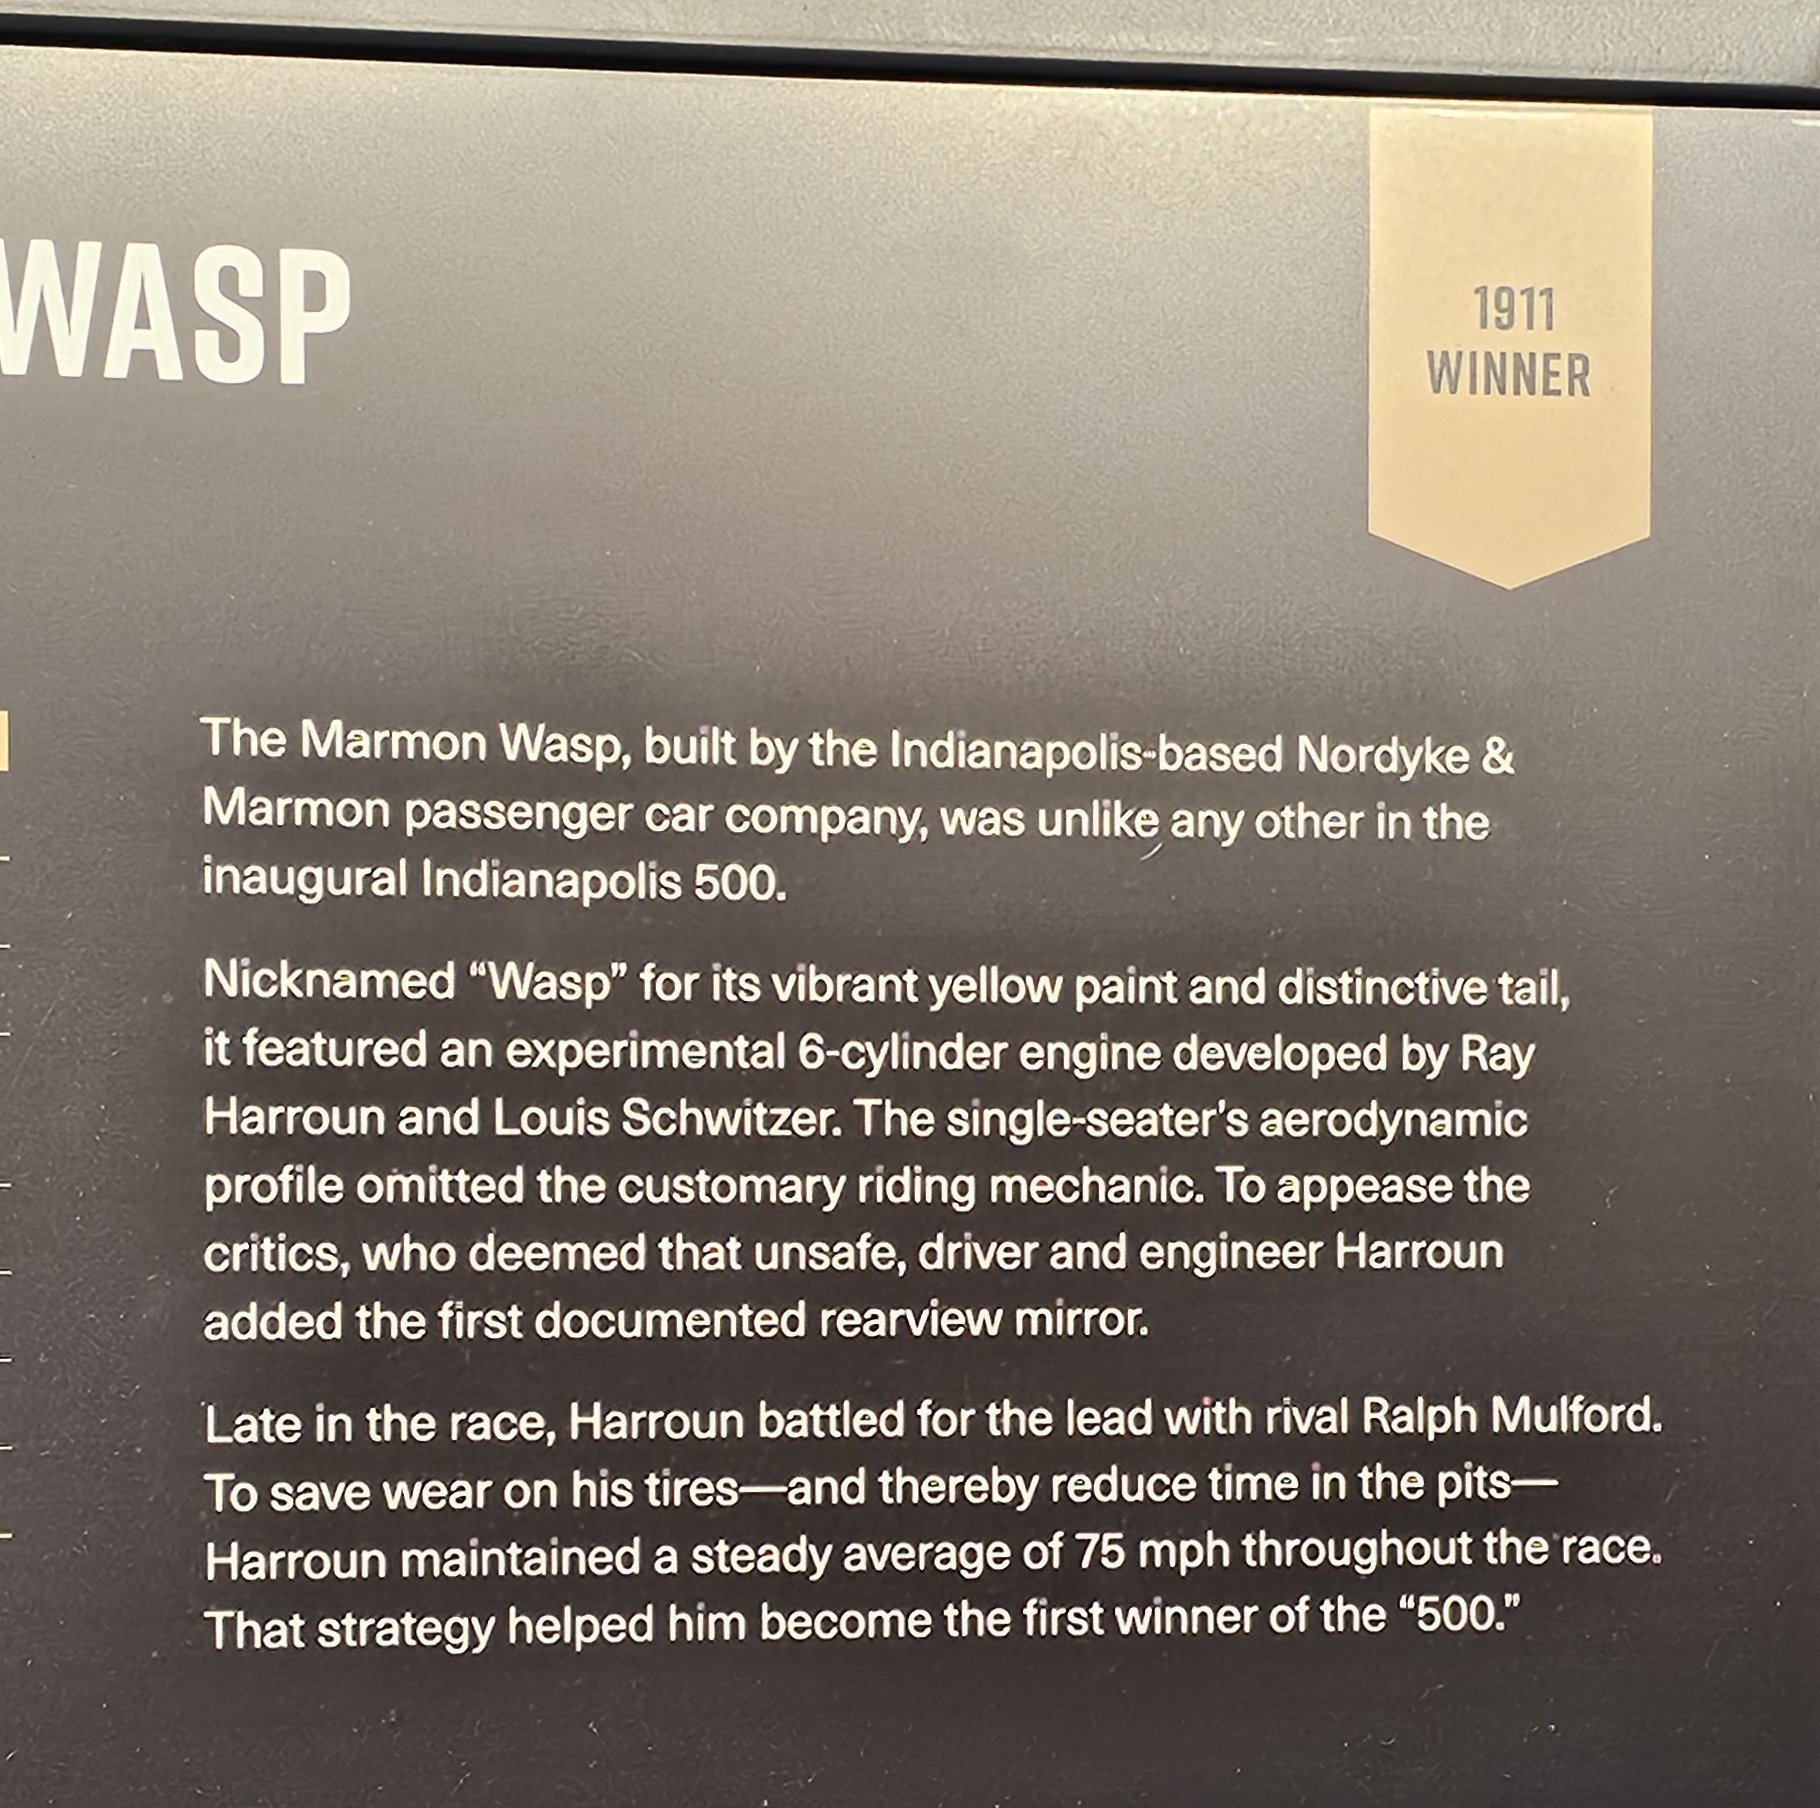 WASP
1911
WINNER
The Marmon Wasp, built by the Indianapolis-based Nordyke &
Marmon passenger car company, was unlike any other in the
inaugural Indianapolis 500.
Nicknamed “Wasp” for its vibrant yellow paint and distinctive tail,
it featured an experimental 6-cylinder engine developed by Ray
Harroun and Louis Schwitzer. The single-seater's aerodynamic
profile omitted the customary riding mechanic. To appease the
critics, who deemed that unsafe, driver and engineer Harroun
added the first documented rearview mirror.
Late in the race, Harroun battled for the lead with rival Ralph Mulford.
To save wear on his tires—and thereby reduce time in the pits—
Harroun maintained a steady average of 75 mph throughout the race.
That strategy helped him become the first winner of the “500.”